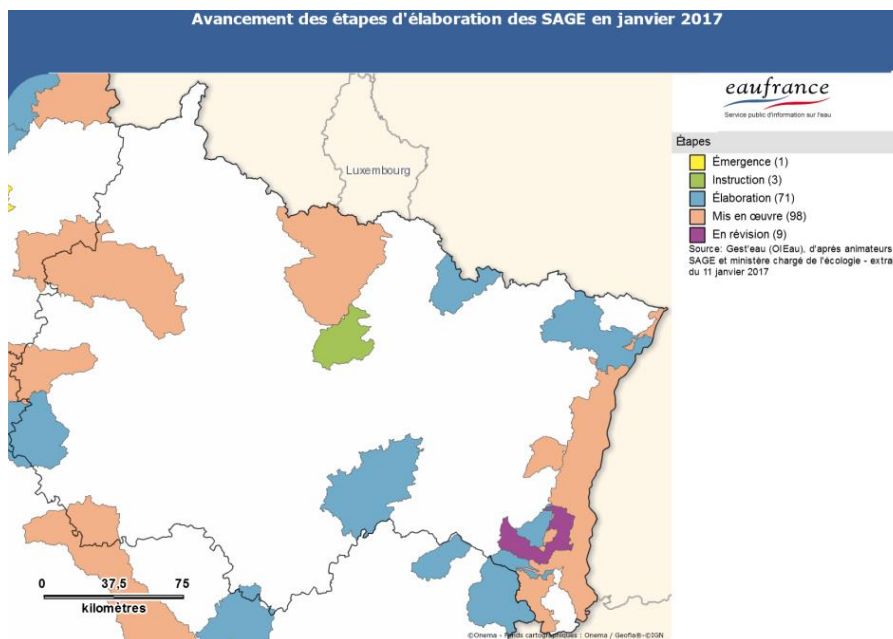 Avancement des étapes d'élaboration des SAGE en janvier 2017
eaufrance
Service public d'information sur l'eau
Étapes
Émergence (1)
Instruction (3)
Élaboration (71)
Mis en œuvre (98)
En révision (9)
Source: Gest'eau (OIEau), d'après animateurs
SAGE et ministère chargé de l'écologie - extra
du 11 janvier 2017
Luxembourg
0 37,5 75
kilomètres
©Onema - Fonds cartographiques : Onema / Geofla®-©IGN